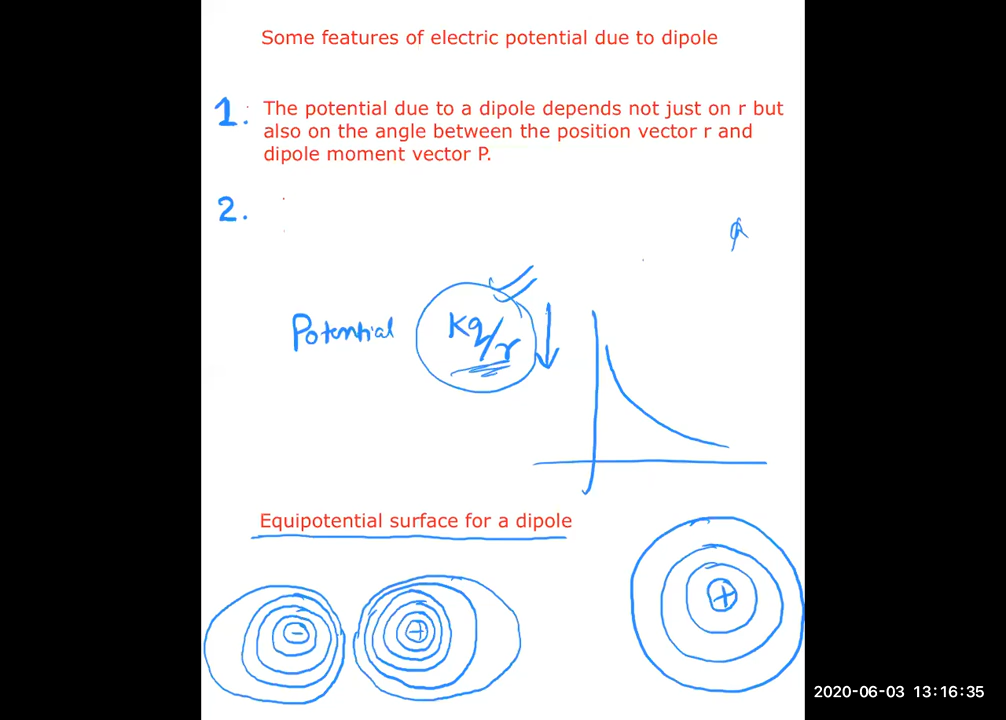 Some features of electric potential due to dipole
1. The potential due to a dipole depends not just on r but
also on the angle between the position vector r and
dipole moment vector P.
2.
Potential Kq/r
Equipotential surface for a dipole
- + +
2020-06-03 13:16:35